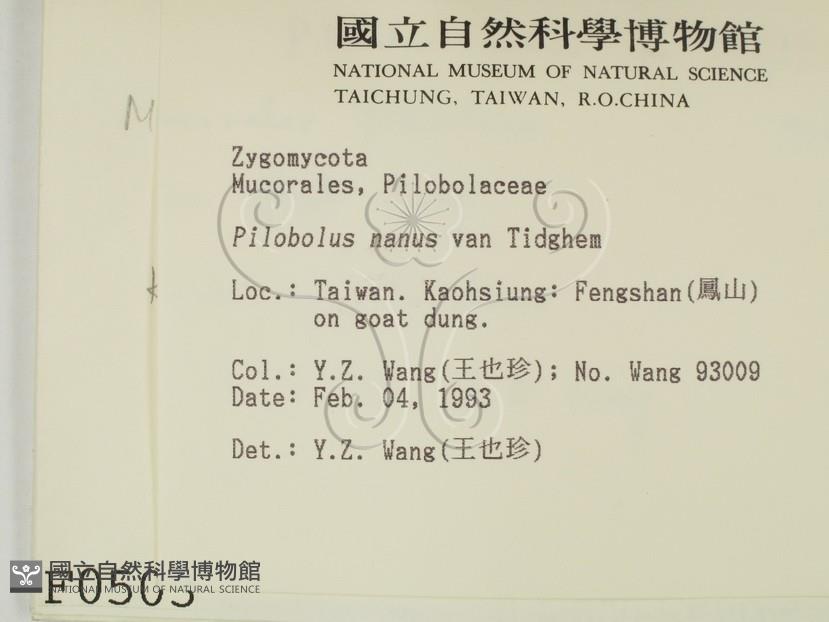 國立自然科學博物館
NATIONAL MUSEUM OF NATURAL SCIENCE
TAICHUNG, TAIWAN, R.O.CHINA
M
Zygomycota
Mucorales, Pilobolaceae
Pilobolus nanus van Tidghem
Loc.: Taiwan. Kaohsiung: Fengshan(鳳山)
on goat dung.
Col.: Y.Z. Wang(王也珍); No. Wang 93009
Date: Feb. 04, 1993
Det.: Y.Z. Wang(王也珍)
國立自然科學博物館
NATIONAL MUSEUM OF NATURAL SCIENCE